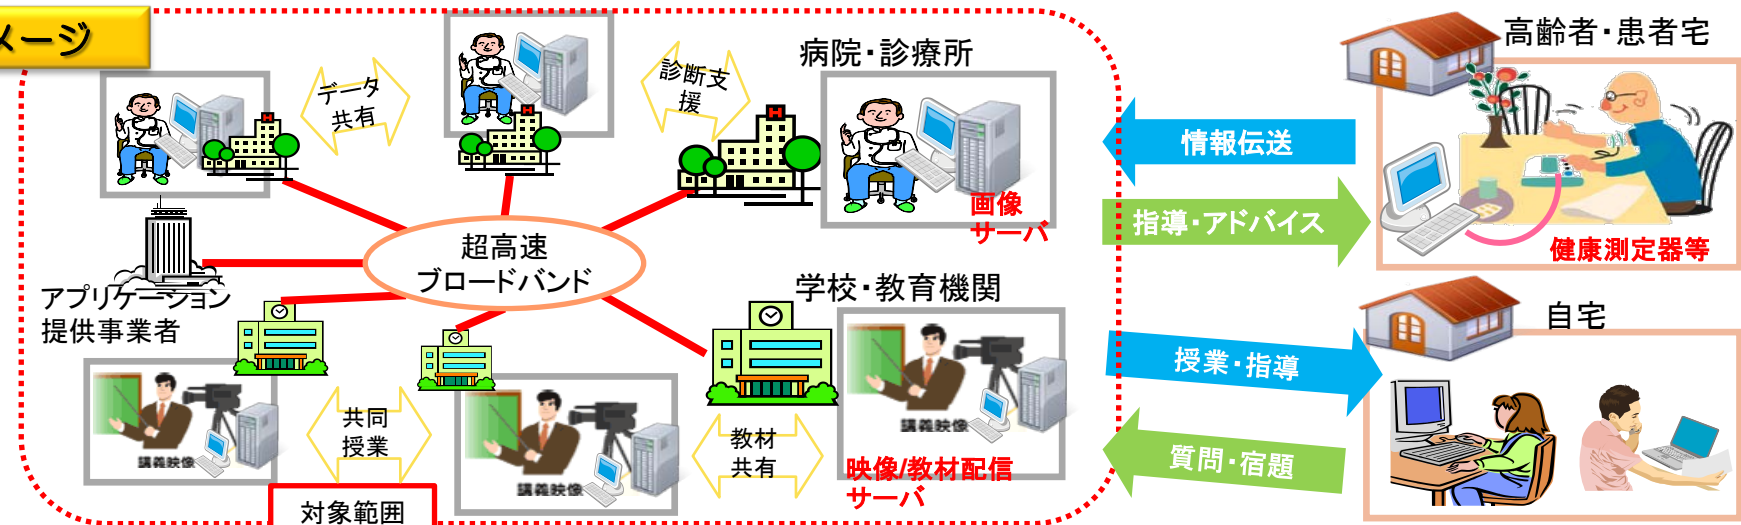 メージ
データ
共有
診断支
援
病院・診療所
画像
サーバ
情報伝送
指導・アドバイス
高齢者・患者宅
健康測定器等
超高速
ブロードバンド
アプリケーション
提供事業者
学校・教育機関
講義映像
共同
授業
講義映像
教材
共有
講義映像
映像/教材配信
サーバ
対象範囲
授業・指導
質問・宿題
自宅